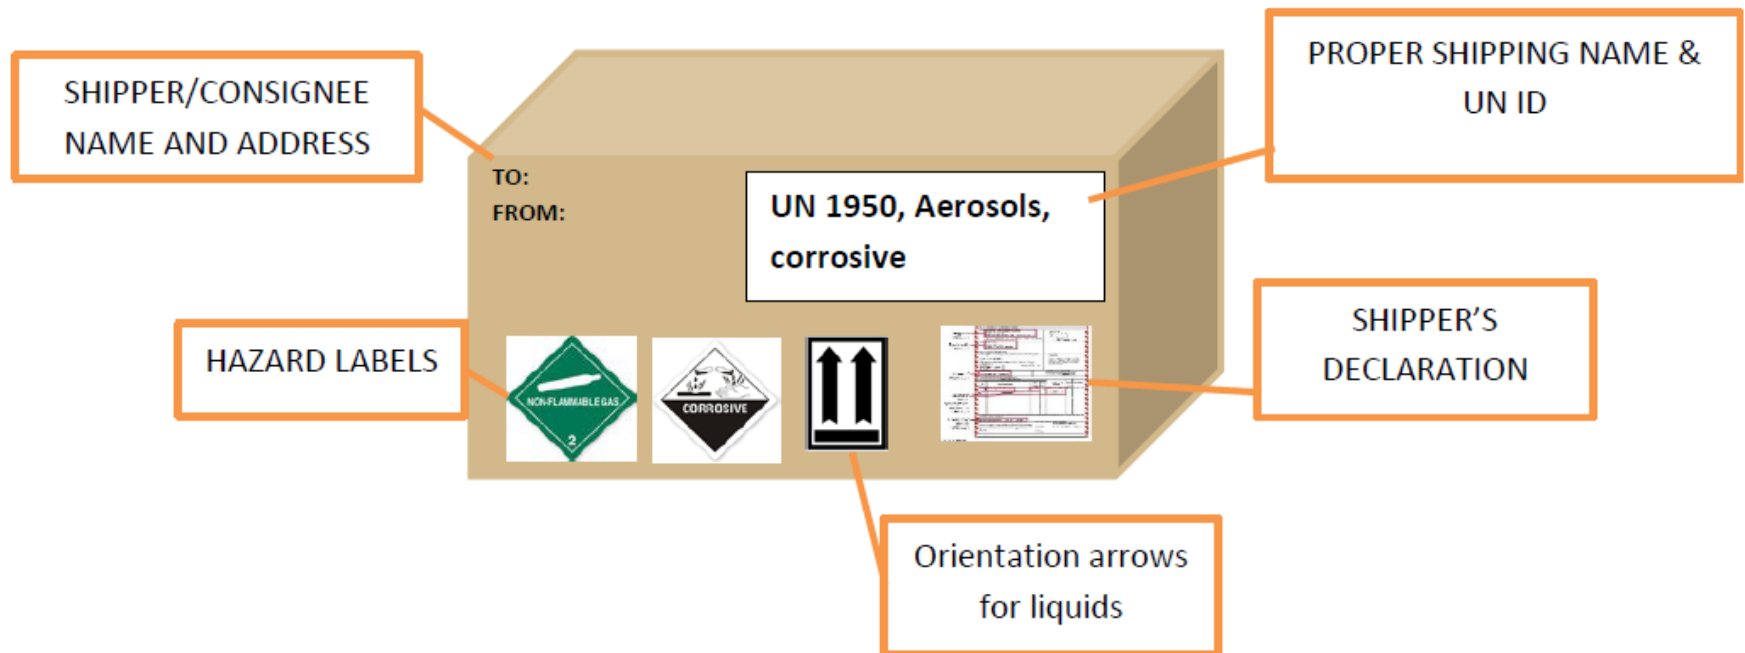 SHIPPER/CONSIGNEE
NAME AND ADDRESS
PROPER SHIPPING NAME &
UN ID
TO:
FROM:
UN 1950, Aerosols,
corrosive
HAZARD LABELS
NON-FLAMMABLE GAS
2
CORROSIVE
SHIPPER’S
DECLARATION
Orientation arrows
for liquids